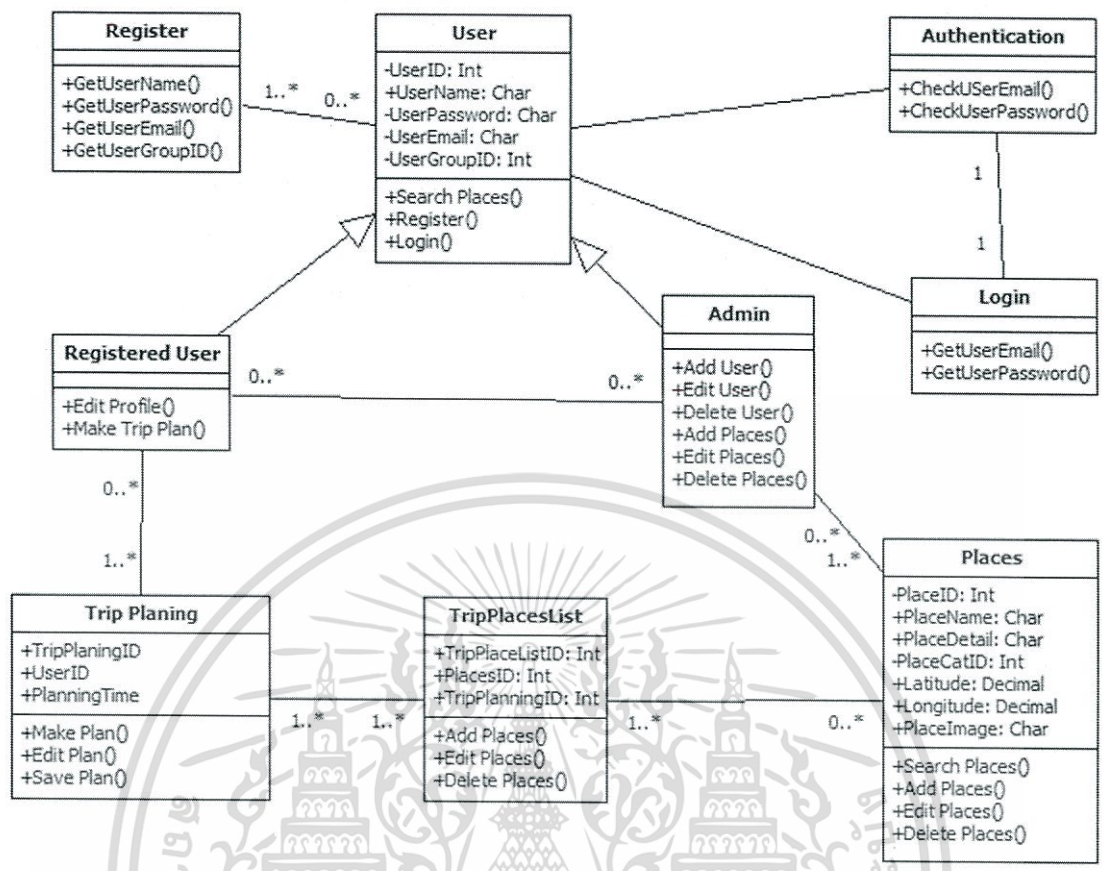 Register
+GetUserName()
+GetUserPassword()
+GetUserEmail()
+GetUserGroupID()
1..*
0..*
User
-UserID: Int
+UserName: Char
-UserPassword: Char
-UserEmail: Char
-UserGroupID: Int
+Search Places()
+Register()
+Login()
Authentication
+CheckUSerEmail()
+CheckUserPassword()
1
1
Login
+GetUserEmail()
+GetUserPassword()
Registered User
+Edit Profile()
+Make Trip Plan()
0..*
0..*
Admin
+Add User()
+Edit User()
+Delete User()
+Add Places()
+Edit Places()
+Delete Places()
0..*
1..*
0..*
1..*
Trip Planing
+TripPlaningID
+UserID
+PlanningTime
+Make Plan()
+Edit Plan()
+Save Plan()
1..*
1..*
TripPlacesList
+TripPlaceListID: Int
+PlacesID: Int
+TripPlanningID: Int
+Add Places()
+Edit Places()
+Delete Places()
1..*
0..*
Places
-PlaceID: Int
+PlaceName: Char
+PlaceDetail: Char
-PlaceCatID: Int
+Latitude: Decimal
+Longitude: Decimal
+PlaceImage: Char
+Search Places()
+Add Places()
+Edit Places()
+Delete Places()